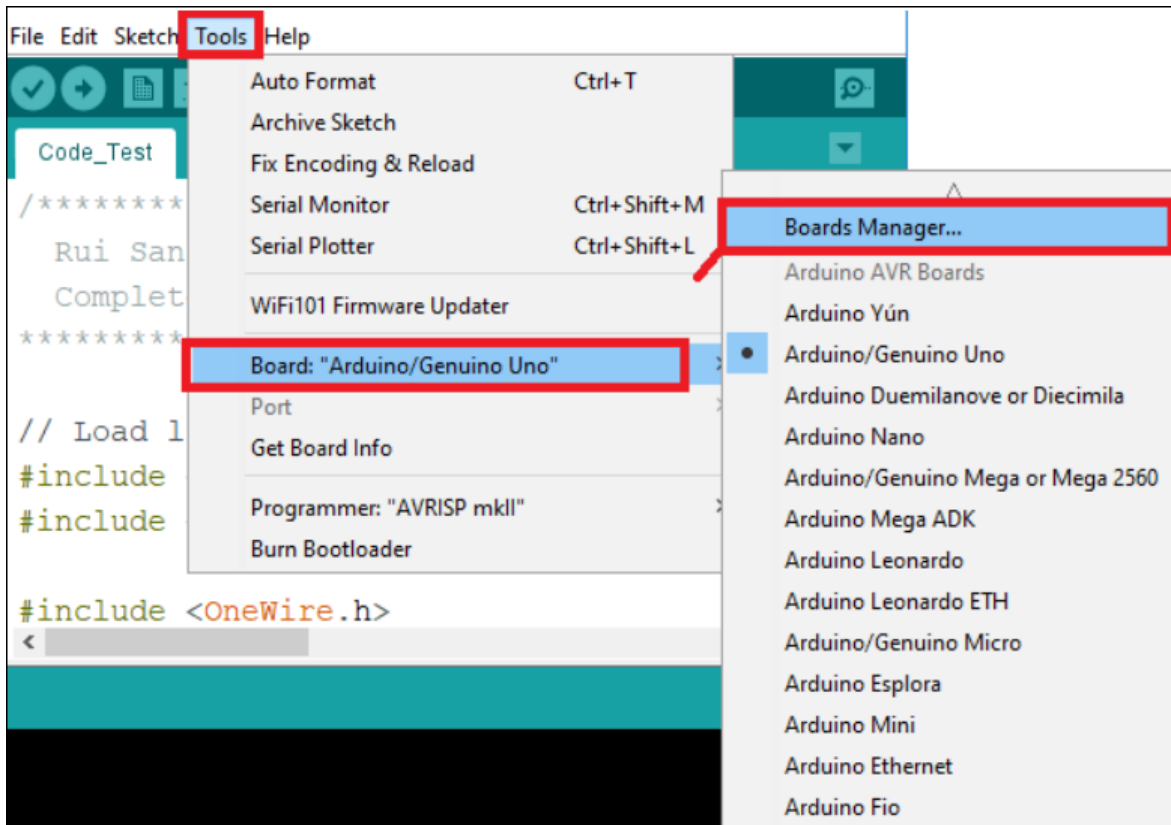 File Edit Sketch Tools Help
Code_Test
/********
Rui San
Complet
*********
// Load l
#include
#include
#include <OneWire.h>
Auto Format Ctrl+T
Archive Sketch
Fix Encoding & Reload
Serial Monitor Ctrl+Shift+M
Serial Plotter Ctrl+Shift+L
WiFi101 Firmware Updater
Board: "Arduino/Genuino Uno"
Port
Get Board Info
Programmer: "AVRISP mkII"
Burn Bootloader
Boards Manager...
Arduino AVR Boards
Arduino Yún
Arduino/Genuino Uno
Arduino Duemilanove or Diecimila
Arduino Nano
Arduino/Genuino Mega or Mega 2560
Arduino Mega ADK
Arduino Leonardo
Arduino Leonardo ETH
Arduino/Genuino Micro
Arduino Esplora
Arduino Mini
Arduino Ethernet
Arduino Fio